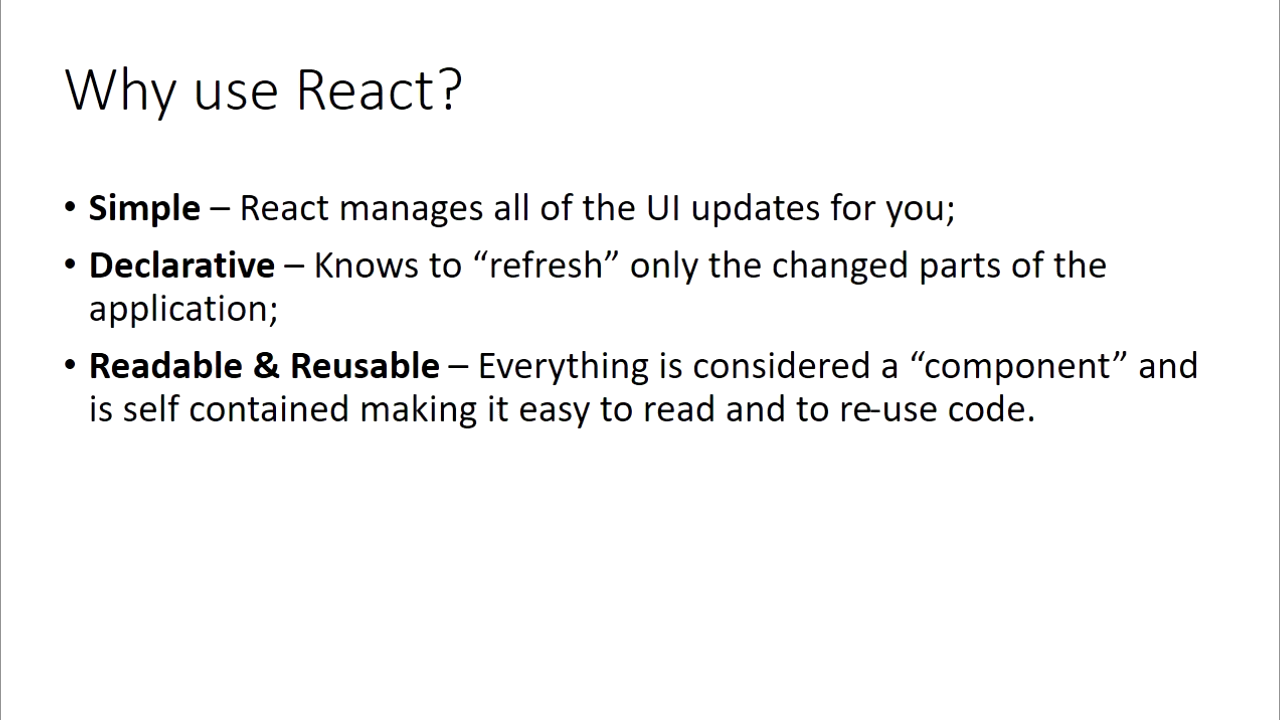 Why use React?
• Simple – React manages all of the UI updates for you;
• Declarative – Knows to “refresh” only the changed parts of the
application;
• Readable & Reusable – Everything is considered a “component” and
is self contained making it easy to read and to re-use code.